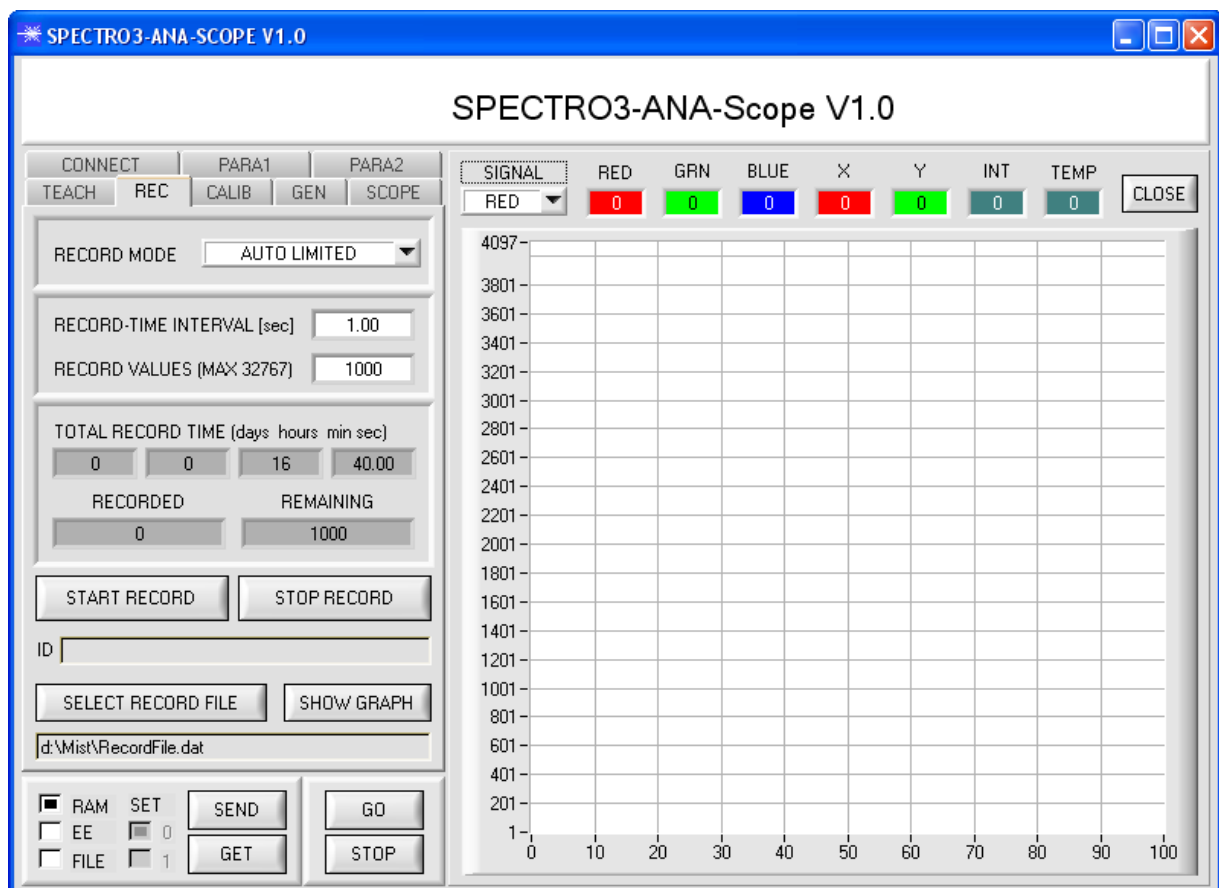 SPECTRO3-ANA-SCOPE V1.0
SPECTRO3-ANA-Scope V1.0
CONNECT PARA1 PARA2
TEACH REC CALIB GEN SCOPE
RECORD MODE AUTO LIMITED
RECORD-TIME INTERVAL [sec] 1.00
RECORD VALUES (MAX 32767) 1000
TOTAL RECORD TIME (days hours min sec)
0 0 16 40.00
RECORDED REMAINING
0 1000
START RECORD STOP RECORD
ID
SELECT RECORD FILE SHOW GRAPH
d:\Mist\RecordFile.dat
RAM SET SEND GO
EE 0
FILE 1 GET STOP
SIGNAL RED GRN BLUE X Y INT TEMP
RED 0 0 0 0 0 0 0 CLOSE
4097
3801
3601
3401
3201
3001
2801
2601
2401
2201
2001
1801
1601
1401
1201
1001
801
601
401
201
1
0 10 20 30 40 50 60 70 80 90 100